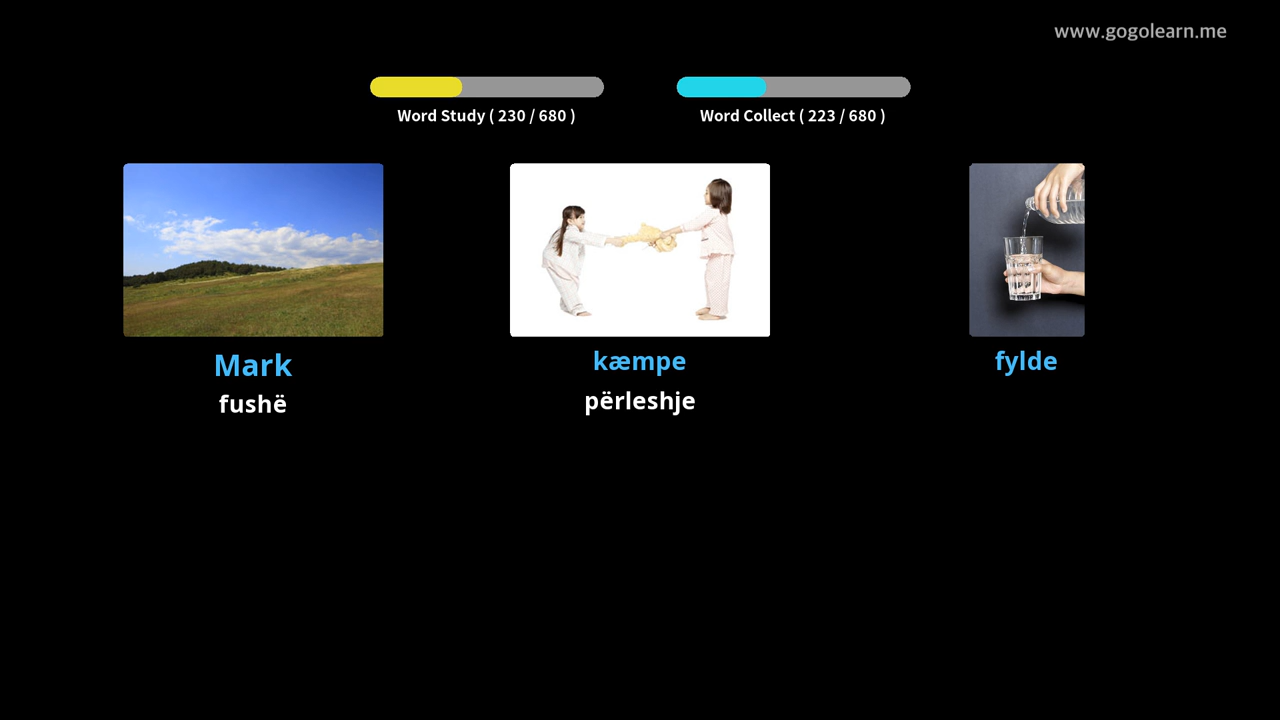 www.gogolearn.me
Word Study ( 230 / 680 )
Word Collect ( 223 / 680 )
Mark
fushë
kæmpe
përleshje
fylde